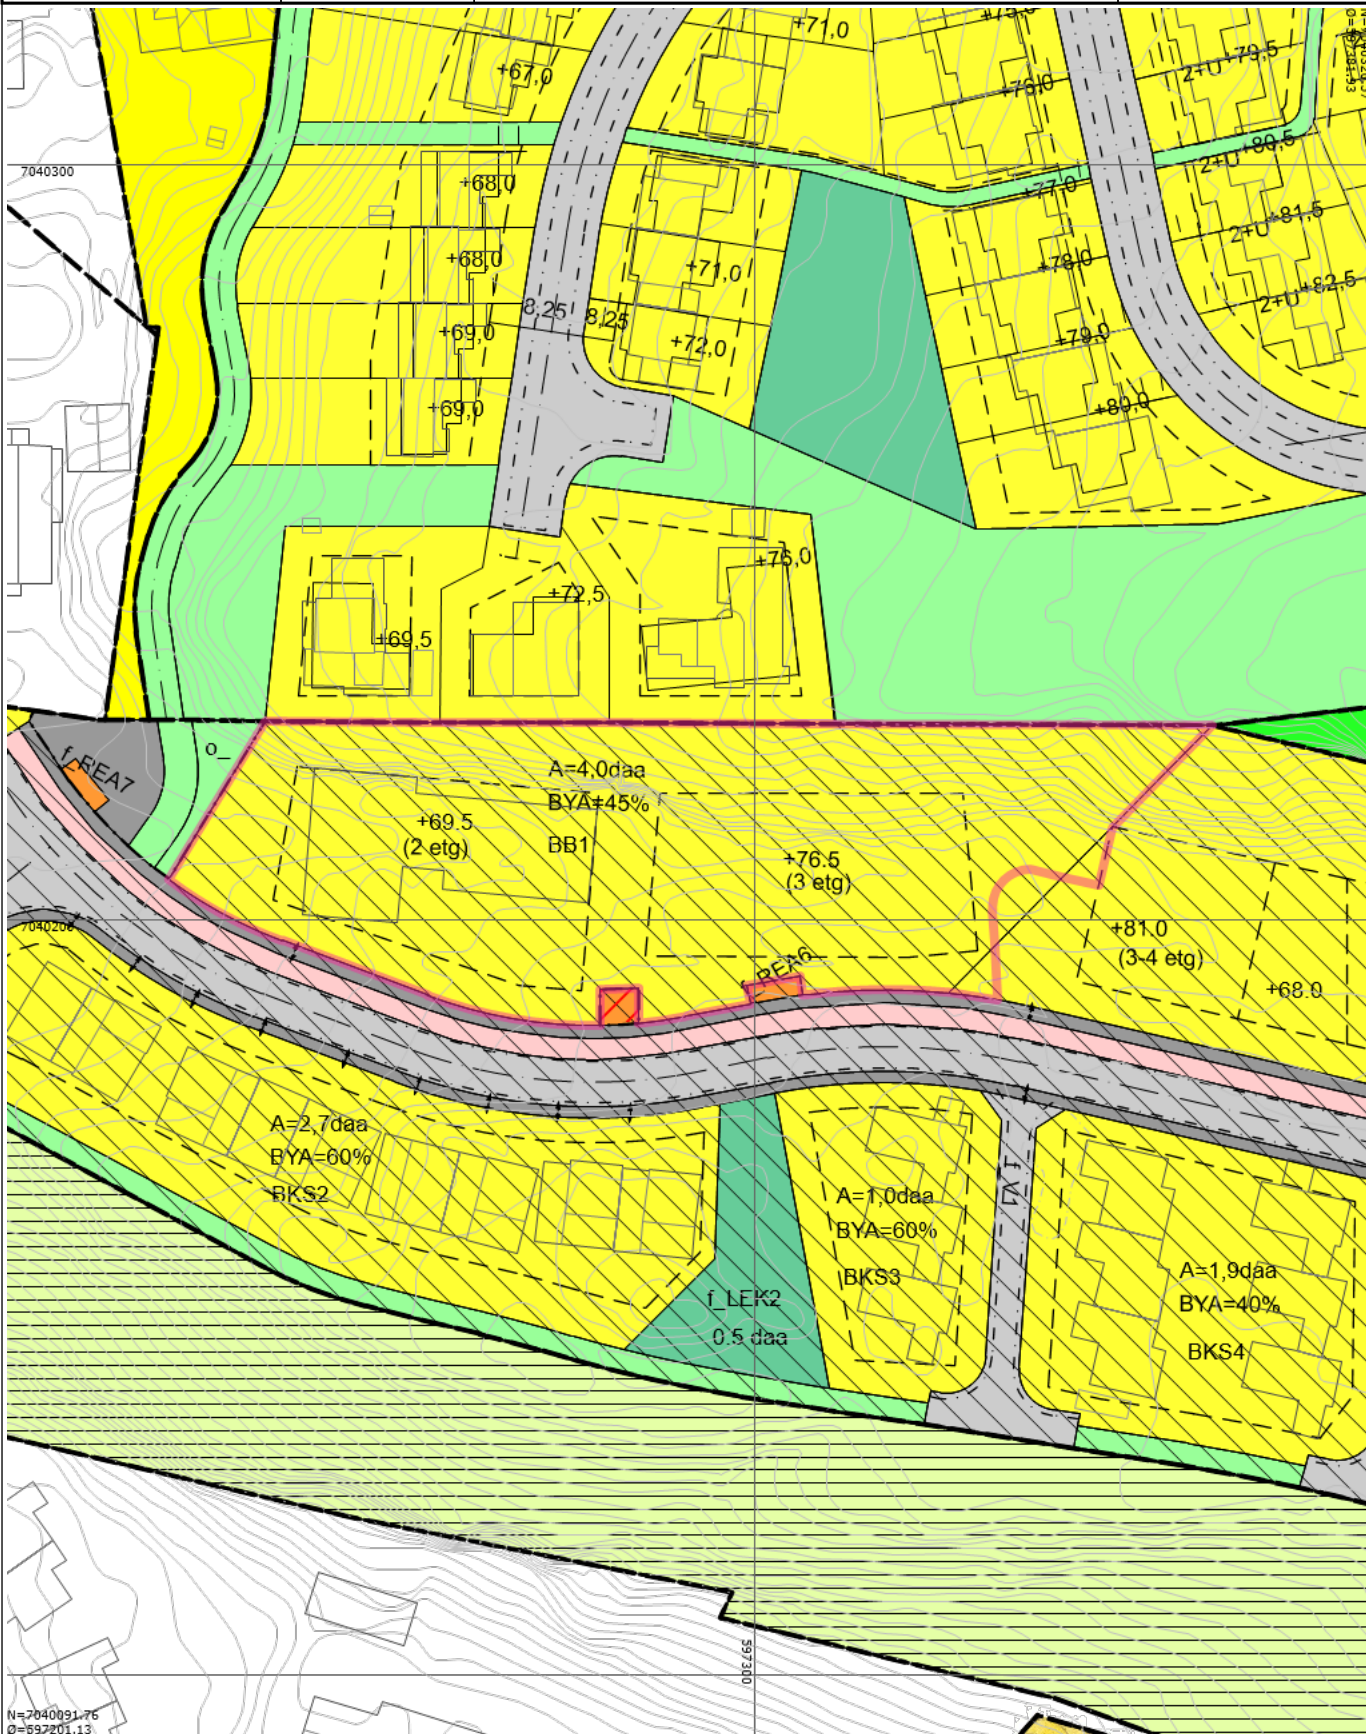 +71,0
+75,0
+67,0
2+U
+79,5
+76,0
7040300
+68,0
+77,0
2+U
+80,5
+68,0
+71,0
+78,0
2+U
+81,5
8,25
8,25
+69,0
+72,0
+79,0
2+U
+82,5
+69,0
+80,0
+76,0
+72,5
+69,5
o_
f_REA7
A=4,0daa
BYA=45%
+69.5
(2 etg)
BB1
+76.5
(3 etg)
7040200
+81.0
(3-4 etg)
REA6
+68.0
A=2,7daa
BYA=60%
BKS2
f_V1
A=1,0daa
BYA=60%
BKS3
A=1,9daa
BYA=40%
BKS4
f_LEK2
0.5 daa
597300
N=7040091.76
Ø=597201.13